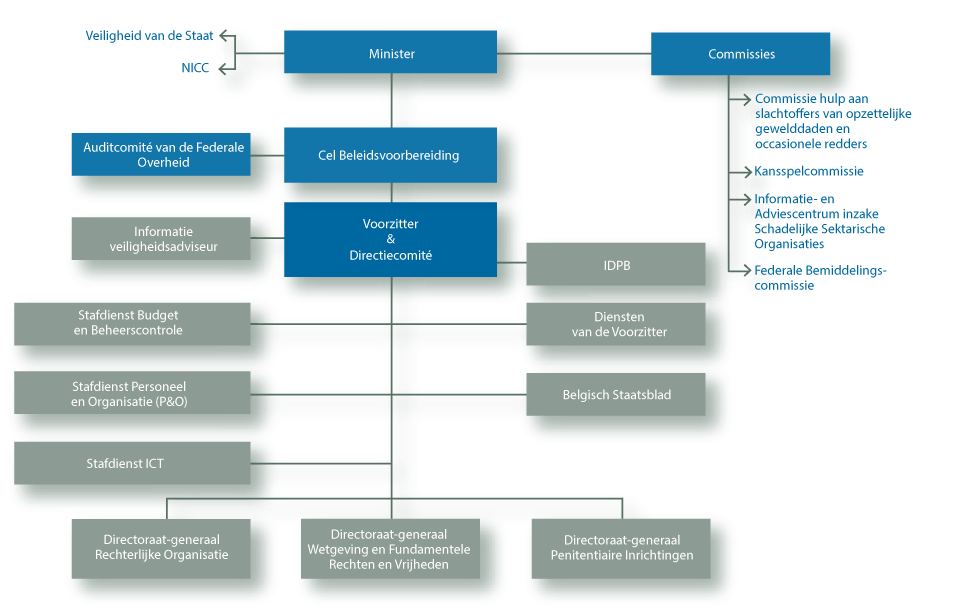 Veiligheid van de Staat
NICC
Minister
Commissies
Commissie hulp aan
slachtoffers van opzettelijke
gewelddaden en
occasionele redders
Kansspelcommissie
Informatie- en
Adviescentrum inzake
Schadelijke Sektarische
Organisaties
Federale Bemiddelings-
commissie
Auditcomité van de Federale
Overheid
Cel Beleidsvoorbereiding
Informatie
veiligheidsadviseur
Voorzitter
&
Directiecomité
IDPB
Stafdienst Budget
en Beheerscontrole
Diensten
van de Voorzitter
Stafdienst Personeel
en Organisatie (P&O)
Belgisch Staatsblad
Stafdienst ICT
Directoraat-generaal
Rechterlijke Organisatie
Directoraat-generaal
Wetgeving en Fundamentele
Rechten en Vrijheden
Directoraat-generaal
Penitentiaire Inrichtingen